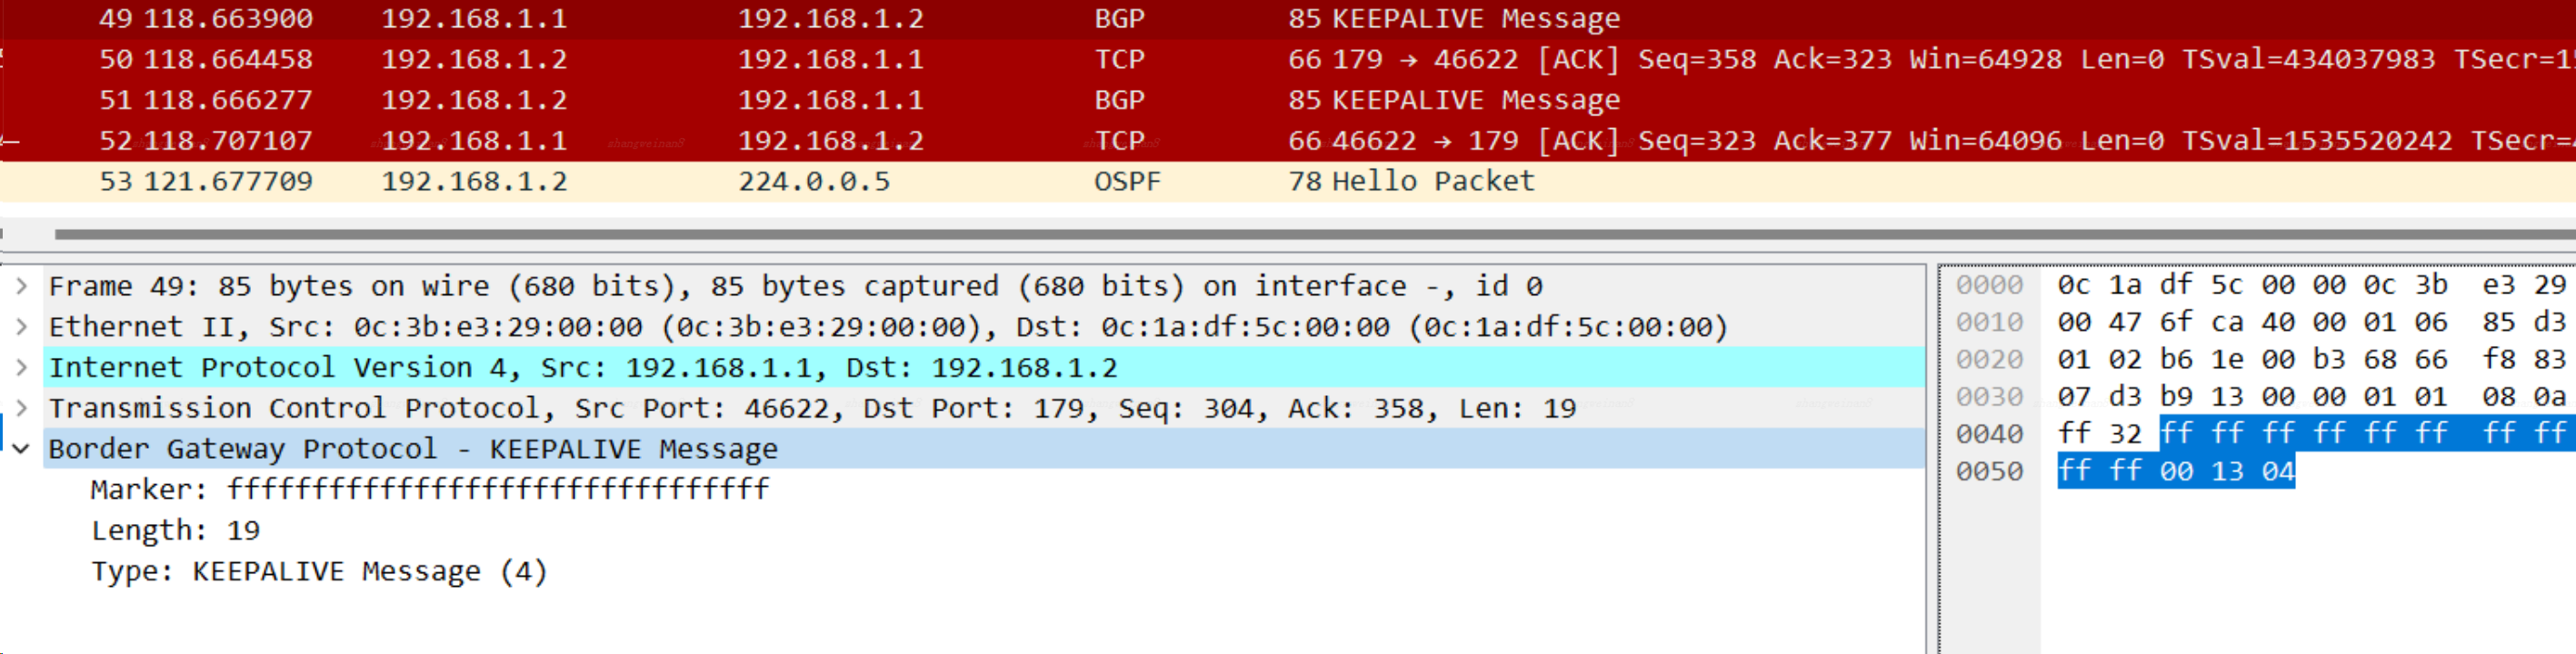 49 118.663900 192.168.1.1 192.168.1.2 BGP 85 KEEPALIVE Message
50 118.664458 192.168.1.2 192.168.1.1 TCP 66 179 → 46622 [ACK] Seq=358 Ack=323 Win=64928 Len=0 TSval=434037983 TSecr=1
51 118.666277 192.168.1.2 192.168.1.1 BGP 85 KEEPALIVE Message
52 118.707107 192.168.1.1 192.168.1.2 TCP 66 46622 → 179 [ACK] Seq=323 Ack=377 Win=64096 Len=0 TSval=1535520242 TSecr=
53 121.677709 192.168.1.2 224.0.0.5 OSPF 78 Hello Packet
Frame 49: 85 bytes on wire (680 bits), 85 bytes captured (680 bits) on interface -, id 0
Ethernet II, Src: 0c:3b:e3:29:00:00 (0c:3b:e3:29:00:00), Dst: 0c:1a:df:5c:00:00 (0c:1a:df:5c:00:00)
Internet Protocol Version 4, Src: 192.168.1.1, Dst: 192.168.1.2
Transmission Control Protocol, Src Port: 46622, Dst Port: 179, Seq: 304, Ack: 358, Len: 19
Border Gateway Protocol - KEEPALIVE Message
Marker: ffffffffffffffffffffffffffffffff
Length: 19
Type: KEEPALIVE Message (4)
0000 0c 1a df 5c 00 00 0c 3b e3 29
0010 00 47 6f ca 40 00 01 06 85 d3
0020 01 02 b6 1e 00 b3 68 66 f8 83
0030 07 d3 b9 13 00 00 01 01 08 0a
0040 ff 32 ff ff ff ff ff ff ff ff
0050 ff ff 00 13 04